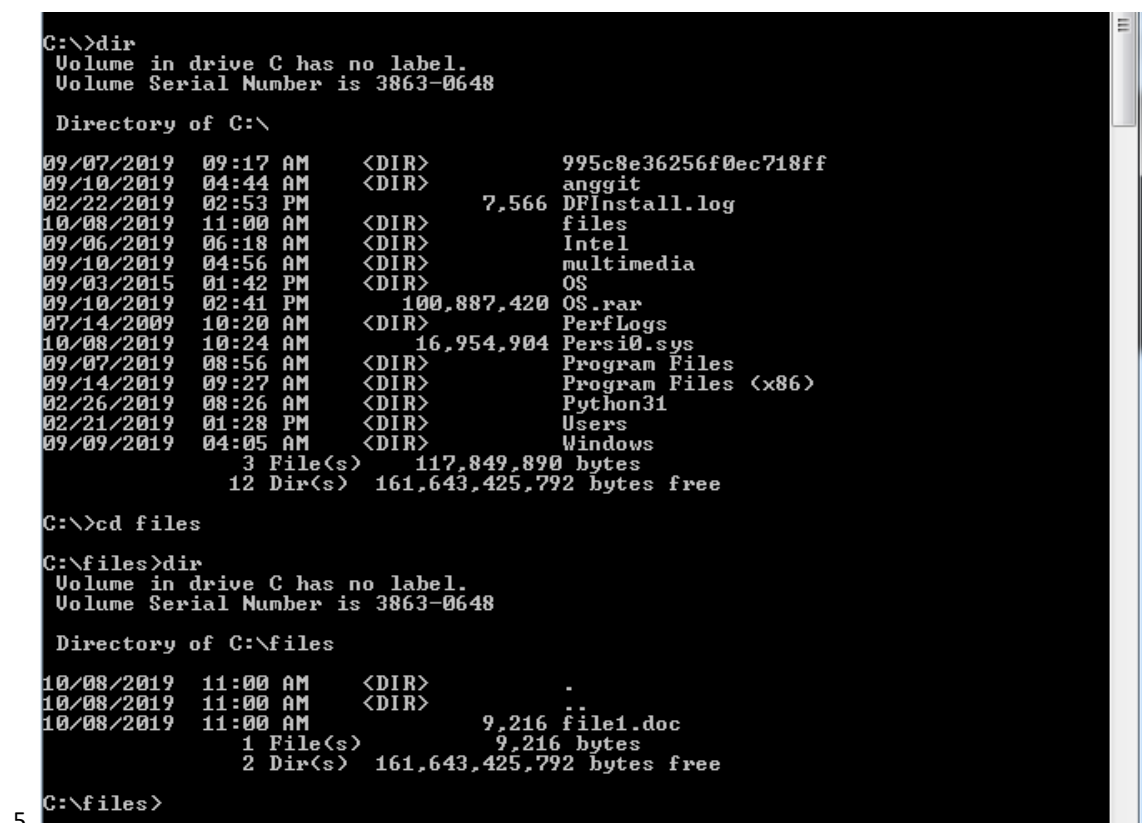 C:\>dir
 Volume in drive C has no label.
 Volume Serial Number is 3863-0648

 Directory of C:\

09/07/2019  09:17 AM    <DIR>          995c8e36256f0ec718ff
09/10/2019  04:44 AM    <DIR>          anggit
02/22/2019  02:53 PM             7,566 DFInstall.log
10/08/2019  11:00 AM    <DIR>          files
09/06/2019  06:18 AM    <DIR>          Intel
09/10/2019  04:56 AM    <DIR>          multimedia
09/03/2015  01:42 PM    <DIR>          OS
09/10/2019  02:41 PM       100,887,420 OS.rar
07/14/2009  10:20 AM    <DIR>          PerfLogs
10/08/2019  10:24 AM        16,954,904 Persi0.sys
09/07/2019  08:56 AM    <DIR>          Program Files
09/14/2019  09:27 AM    <DIR>          Program Files (x86)
02/26/2019  08:26 AM    <DIR>          Python31
02/21/2019  01:28 PM    <DIR>          Users
09/09/2019  04:05 AM    <DIR>          Windows
               3 File(s)    117,849,890 bytes
              12 Dir(s)  161,643,425,792 bytes free

C:\>cd files

C:\files>dir
 Volume in drive C has no label.
 Volume Serial Number is 3863-0648

 Directory of C:\files

10/08/2019  11:00 AM    <DIR>          .
10/08/2019  11:00 AM    <DIR>          ..
10/08/2019  11:00 AM             9,216 file1.doc
               1 File(s)          9,216 bytes
               2 Dir(s)  161,643,425,792 bytes free

C:\files>
5